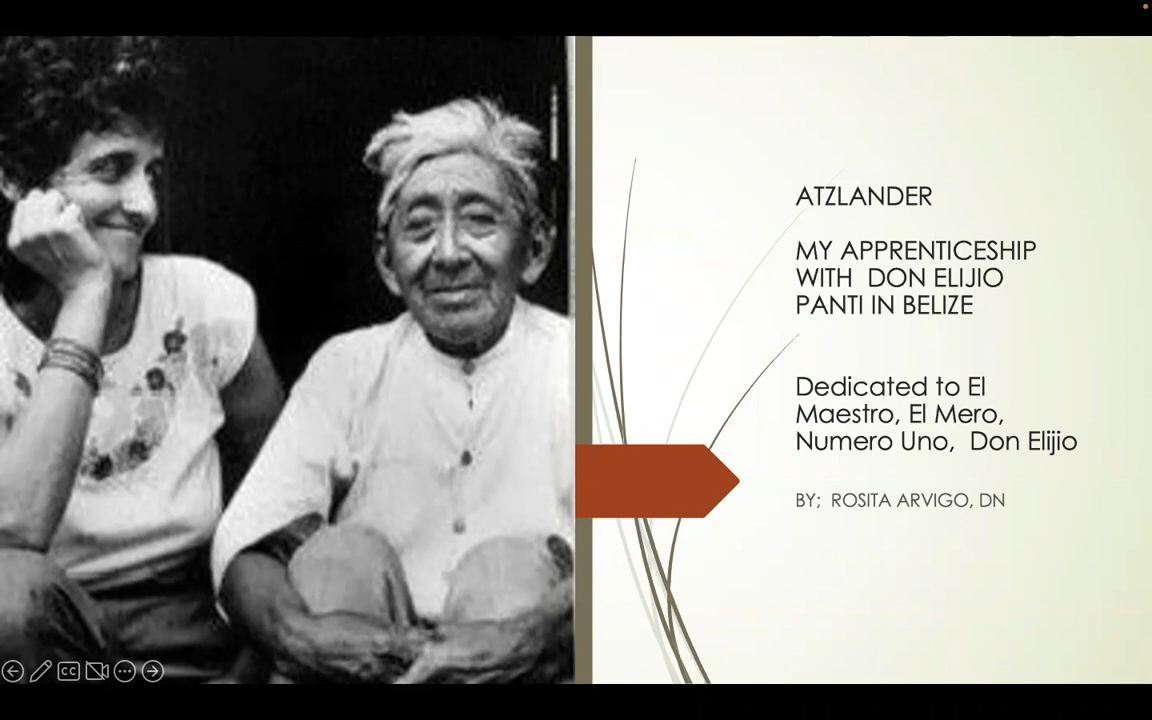 ATZLANDER
MY APPRENTICESHIP
WITH DON ELIJIO
PANTI IN BELIZE
Dedicated to El
Maestro, El Mero,
Numero Uno, Don Elijio
BY; ROSITA ARVIGO, DN
CC